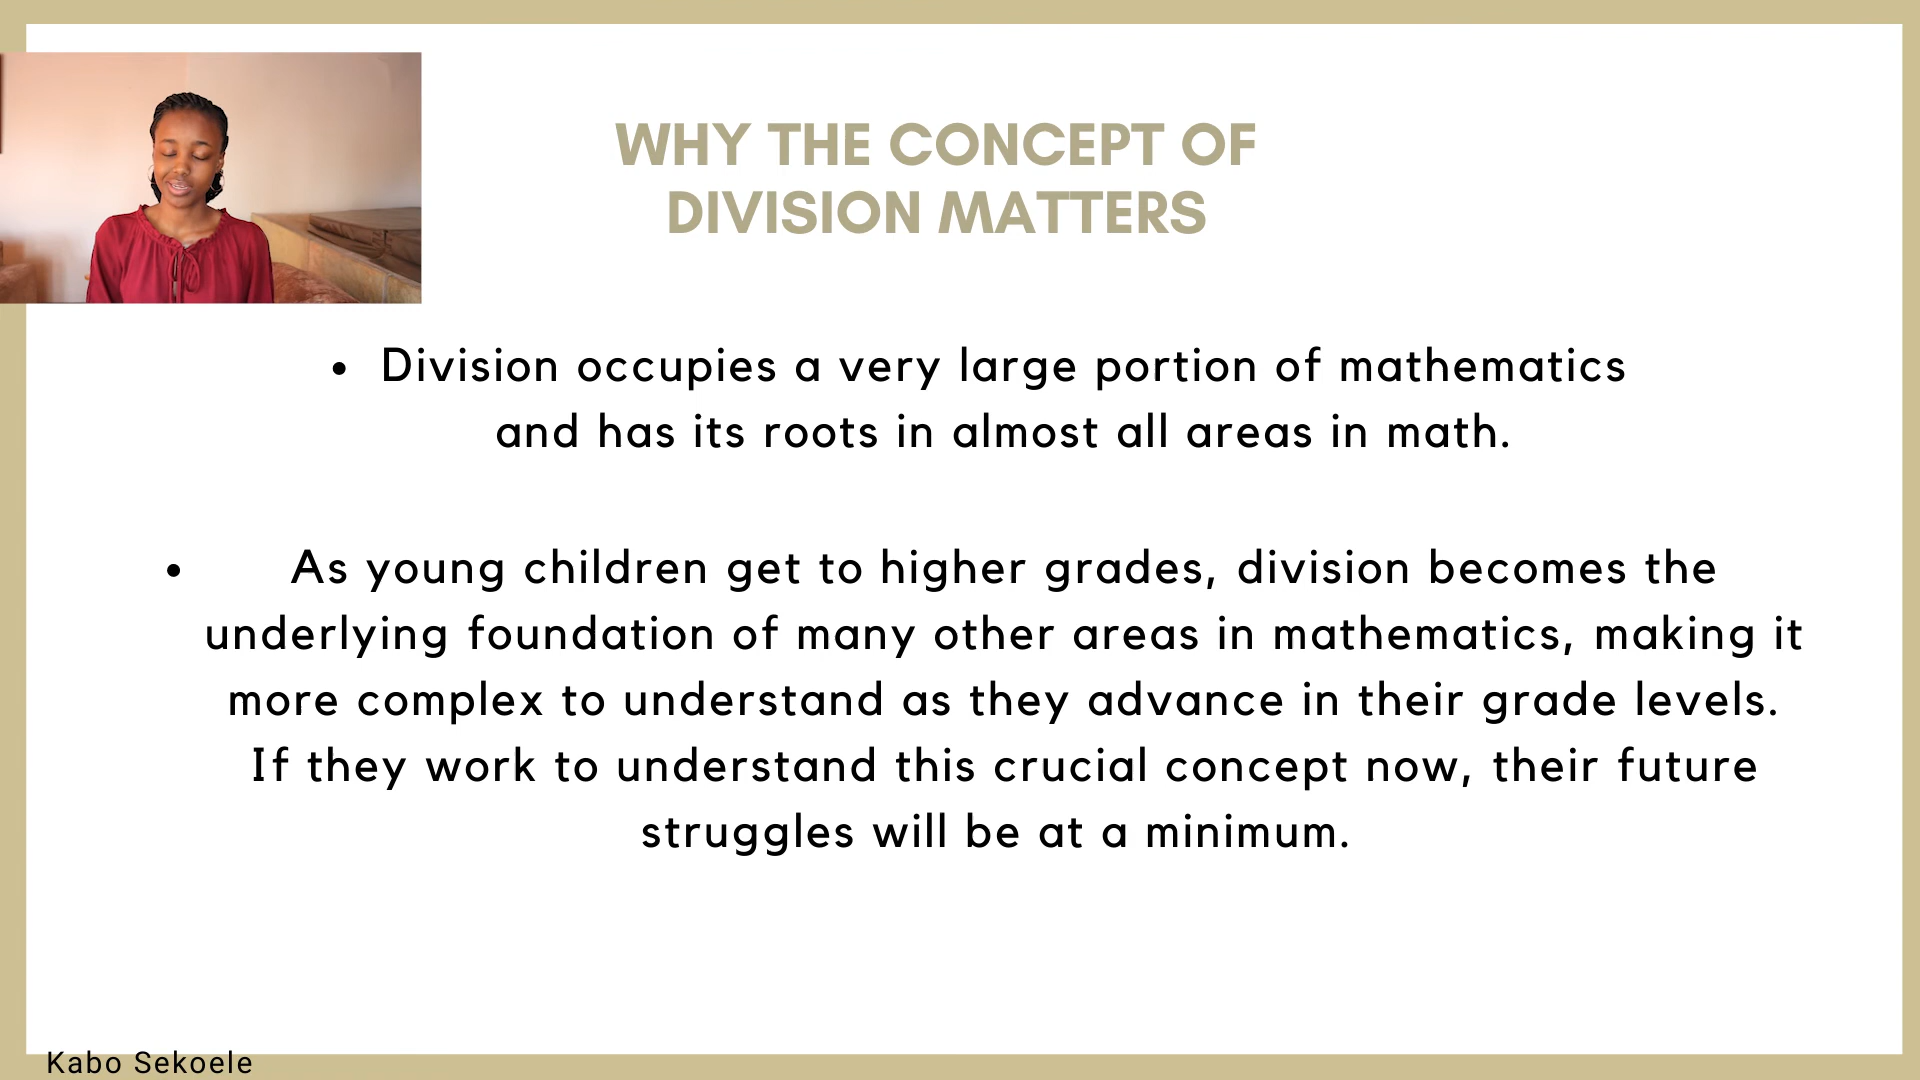 WHY THE CONCEPT OF
DIVISION MATTERS
• Division occupies a very large portion of mathematics
and has its roots in almost all areas in math.
• As young children get to higher grades, division becomes the
underlying foundation of many other areas in mathematics, making it
more complex to understand as they advance in their grade levels.
If they work to understand this crucial concept now, their future
struggles will be at a minimum.
Kabo Sekoele